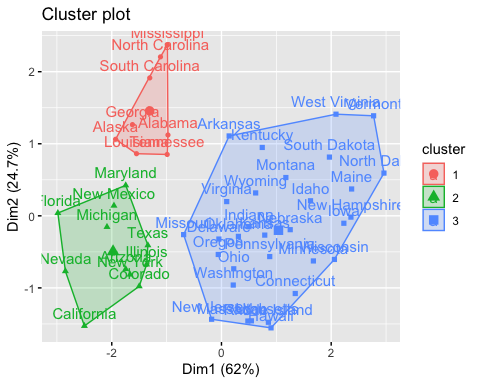 Cluster plot
Mississippi
North Carolina
South Carolina
Georgia
Alaska
Alabama
Tennessee
West Virginia
Vermont
Arkansas
Kentucky
South Dakota
Montana
North Da
Maryland
Wyoming
Idaho
Maine
Virginia
New Mexico
Florida
New Hampshire
Michigan
Indiana
Nebraska
Iowa
Missouri
Delaware
Texas
Oregon
Pennsylvania
Illinois
Minnesota
Wisconsin
Nevada
Arizona
New York
Ohio
Colorado
Washington
Connecticut
California
New Jersey
Hawaii
cluster
1
2
3
2
1
0
-1
-2
0
2
Dim1 (62%)
Dim2 (24.7%)